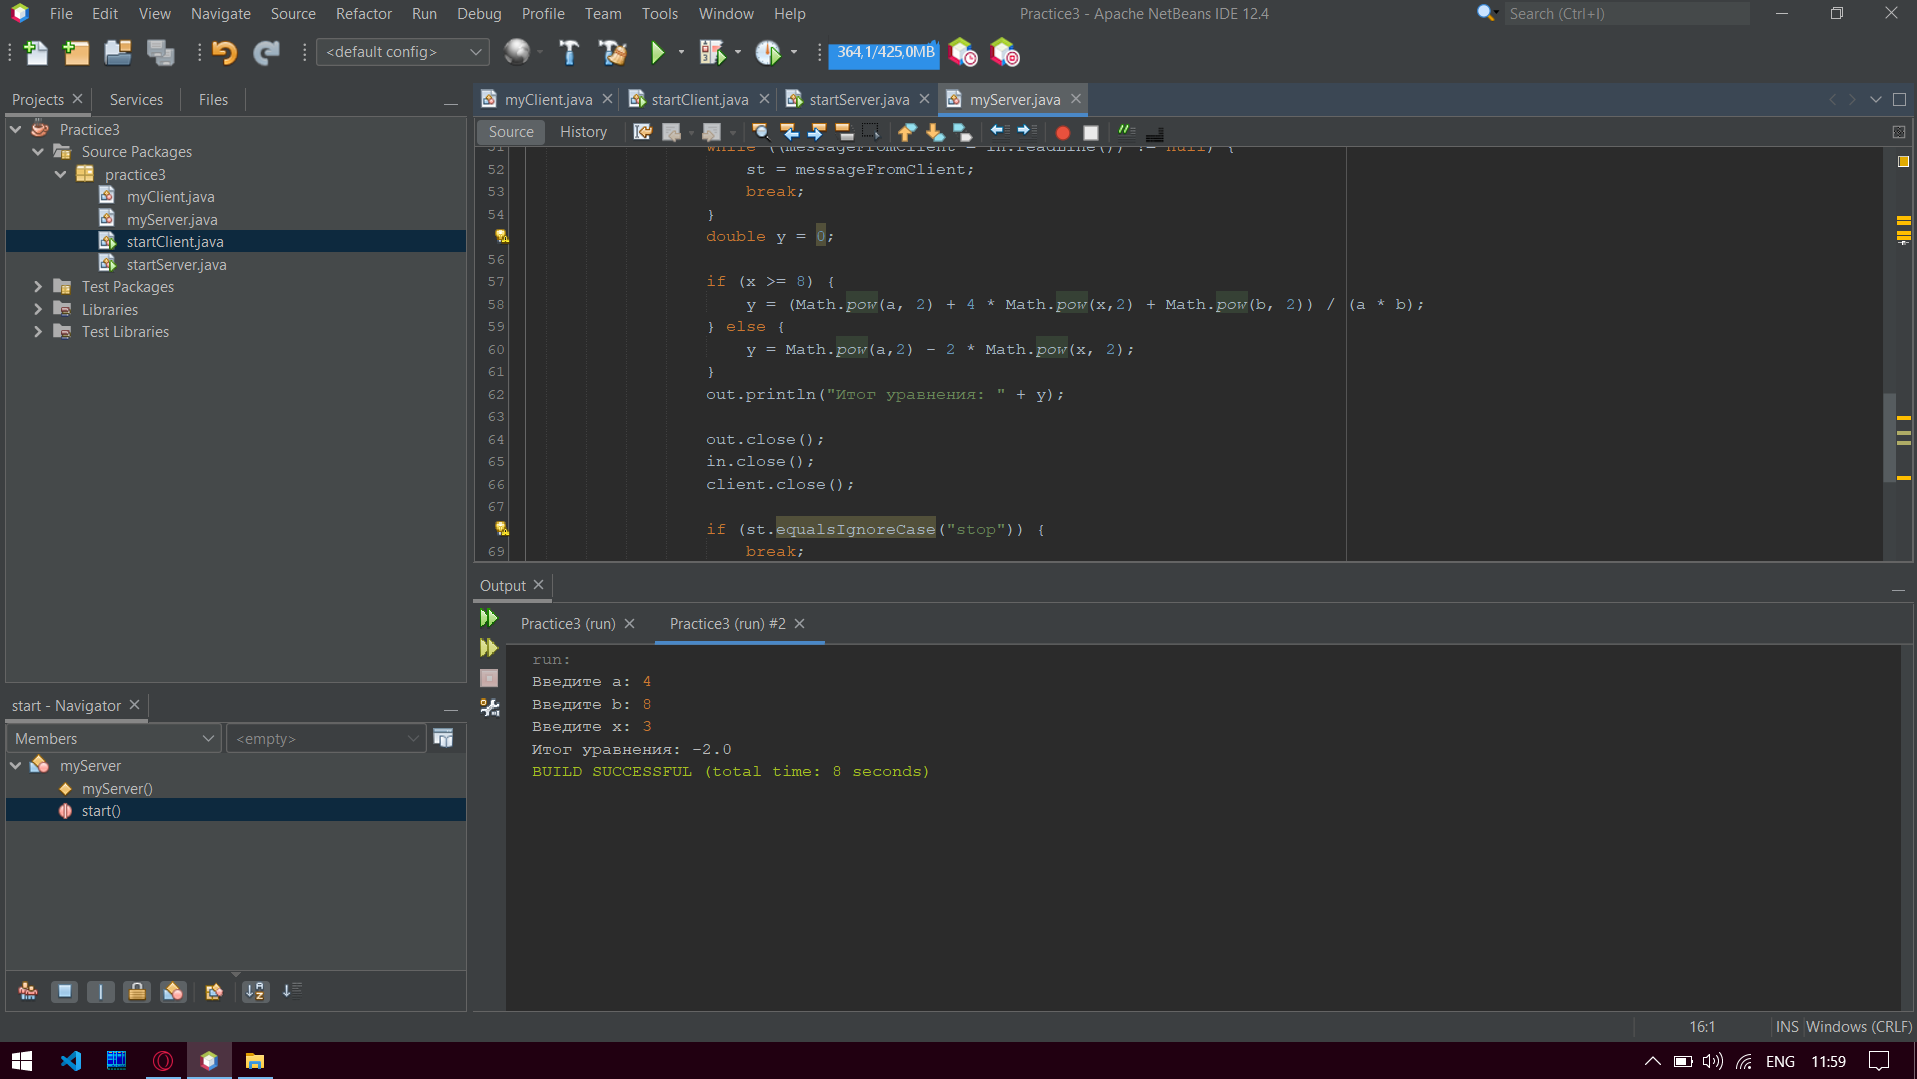 File Edit View Navigate Source Refactor Run Debug Profile Team Tools Window Help
Practice3 - Apache NetBeans IDE 12.4
Search (Ctrl+I)
<default config>
364,1/425,0MB
Projects Services Files
Practice3
Source Packages
practice3
myClient.java
myServer.java
startClient.java
startServer.java
Test Packages
Libraries
Test Libraries
start - Navigator
Members <empty>
myServer
myServer()
start()
myClient.java startClient.java startServer.java myServer.java
Source History
51 while ((messageFromClient = in.readLine()) != null) {
52 st = messageFromClient;
53 break;
54 }
double y = 0;
56
57 if (x >= 8) {
58 y = (Math.pow(a, 2) + 4 * Math.pow(x,2) + Math.pow(b, 2)) / (a * b);
59 } else {
60 y = Math.pow(a,2) - 2 * Math.pow(x, 2);
61 }
62 out.println("Итог уравнения: " + y);
63
64 out.close();
65 in.close();
66 client.close();
67
if (st.equalsIgnoreCase("stop")) {
69 break;
Output
Practice3 (run) Practice3 (run) #2
run:
Введите a: 4
Введите b: 8
Введите x: 3
Итог уравнения: -2.0
BUILD SUCCESSFUL (total time: 8 seconds)
16:1 INS Windows (CRLF)
ENG 11:59